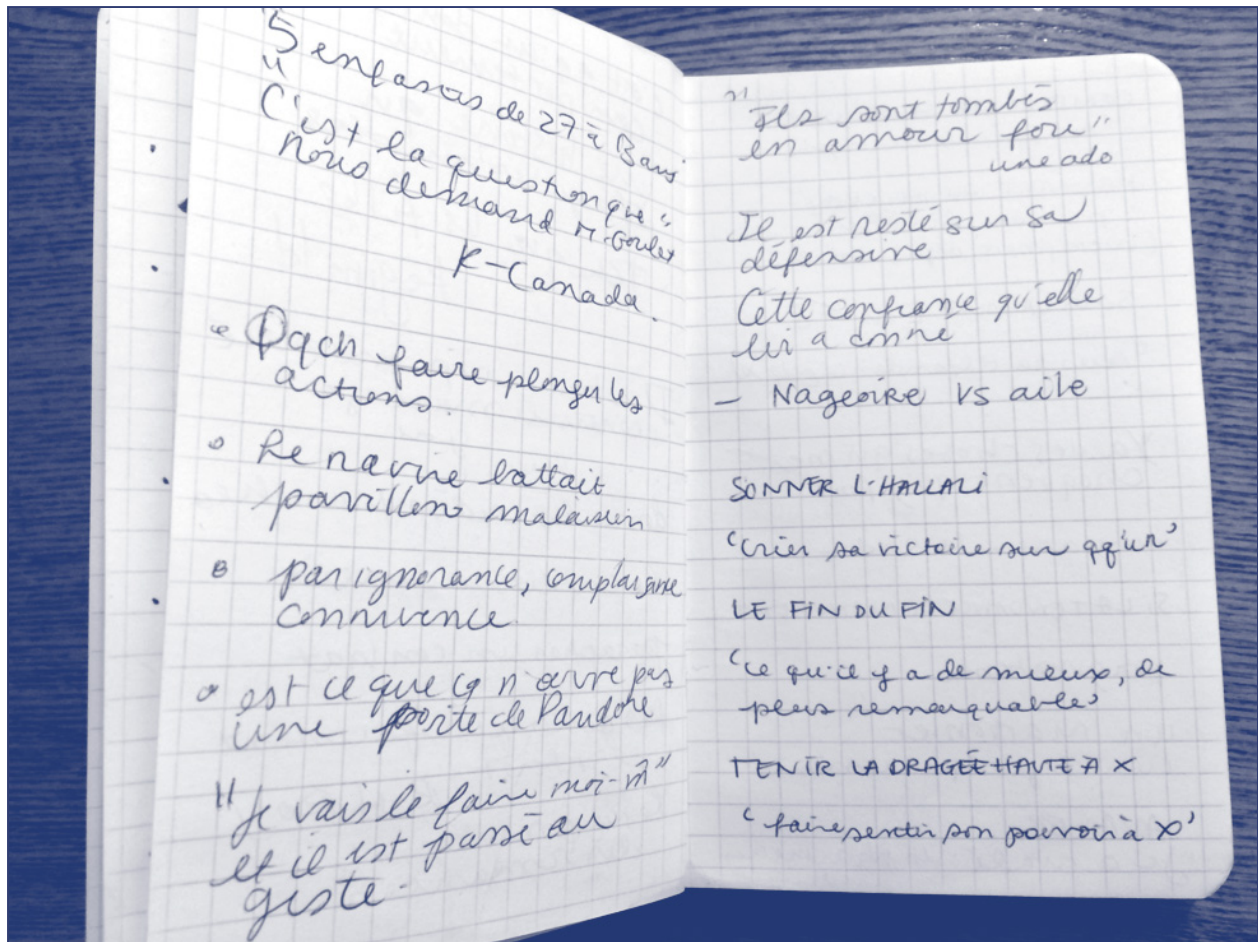 5 enfants de 27 à Bari
"C'est la question que"
nous demand M. Goulet
K-Canada.
Qqch faire plonger les
actions.
Le navire battait
pavillon malaisien
par ignorance, complaisance
connivence
est ce que ça n'ouvre pas
une porte de Pandore
"Je vais le faire moi-m̂"
et il est passé au
geste.
"Ils sont tombés
en amour fou"
une ado
Il est resté sur sa
défensive
Cette confiance qu'elle
lui a donné
- Nageoire vs aile
SONNER L'HALLALI
'crier sa victoire sur qq'un'
LE FIN DU FIN
'ce qu'il y a de mieux, de
plus remarquable'
TENIR LA DRAGÉE HAUTE À X
'faire sentir son pouvoir à X'